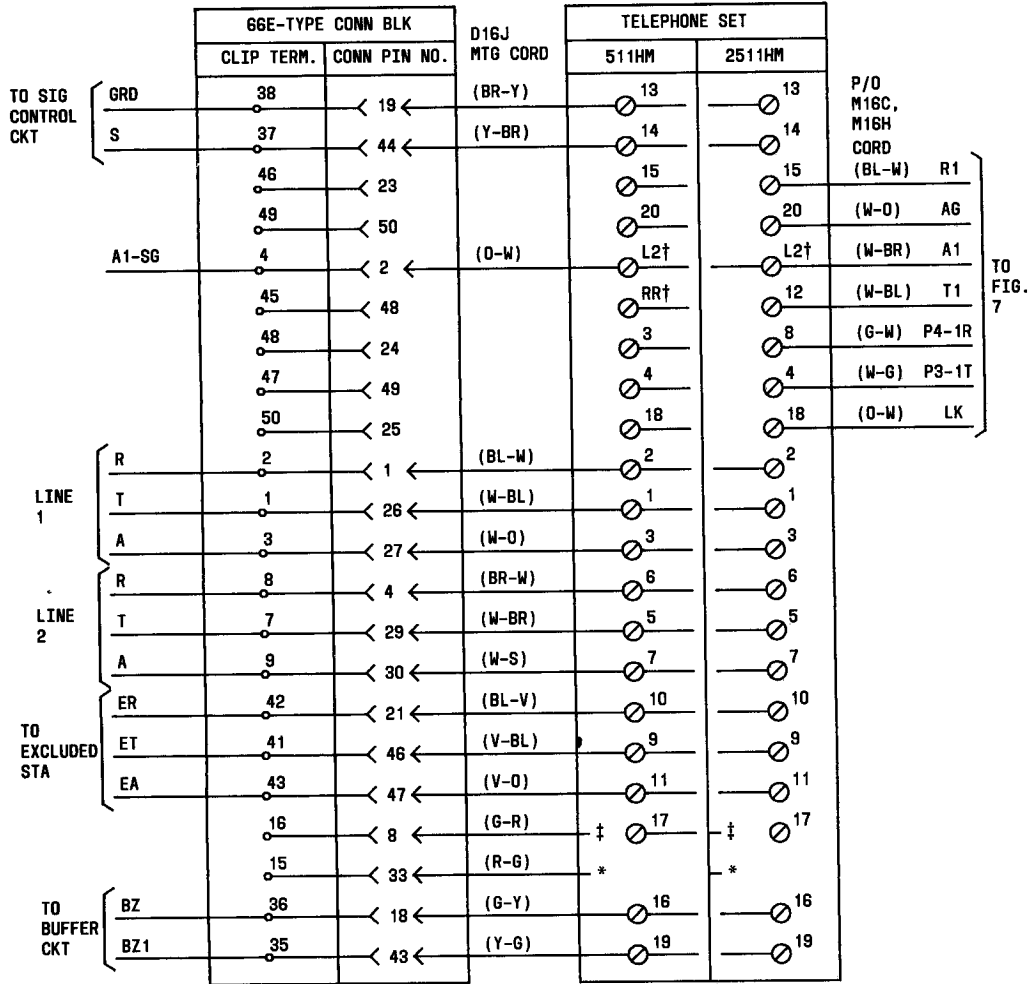 66E-TYPE CONN BLK D16J MTG CORD TELEPHONE SET
CLIP TERM. CONN PIN NO. 511HM 2511HM
P/O M16C, M16H CORD
TO SIG CONTROL CKT
GRD 38 19 (BR-Y) 13 13
S 37 44 (Y-BR) 14 14
46 23 15 15 (BL-W) R1
49 50 20 20 (W-O) AG
A1-SG 4 2 (O-W) L2† L2† (W-BR) A1
45 48 RR† 12 (W-BL) T1
TO FIG. 7
48 24 3 8 (G-W) P4-1R
47 49 4 4 (W-G) P3-1T
50 25 18 18 (O-W) LK
LINE 1
R 2 1 (BL-W) 2 2
T 1 26 (W-BL) 1 1
A 3 27 (W-O) 3 3
LINE 2
R 8 4 (BR-W) 6 6
T 7 29 (W-BR) 5 5
A 9 30 (W-S) 7 7
TO EXCLUDED STA
ER 42 21 (BL-V) 10 10
ET 41 46 (V-BL) 9 9
EA 43 47 (V-O) 11 11
16 8 (G-R) ‡ 17 ‡ 17
15 33 (R-G) * *
TO BUFFER CKT
BZ 36 18 (G-Y) 16 16
BZ1 35 43 (Y-G) 19 19